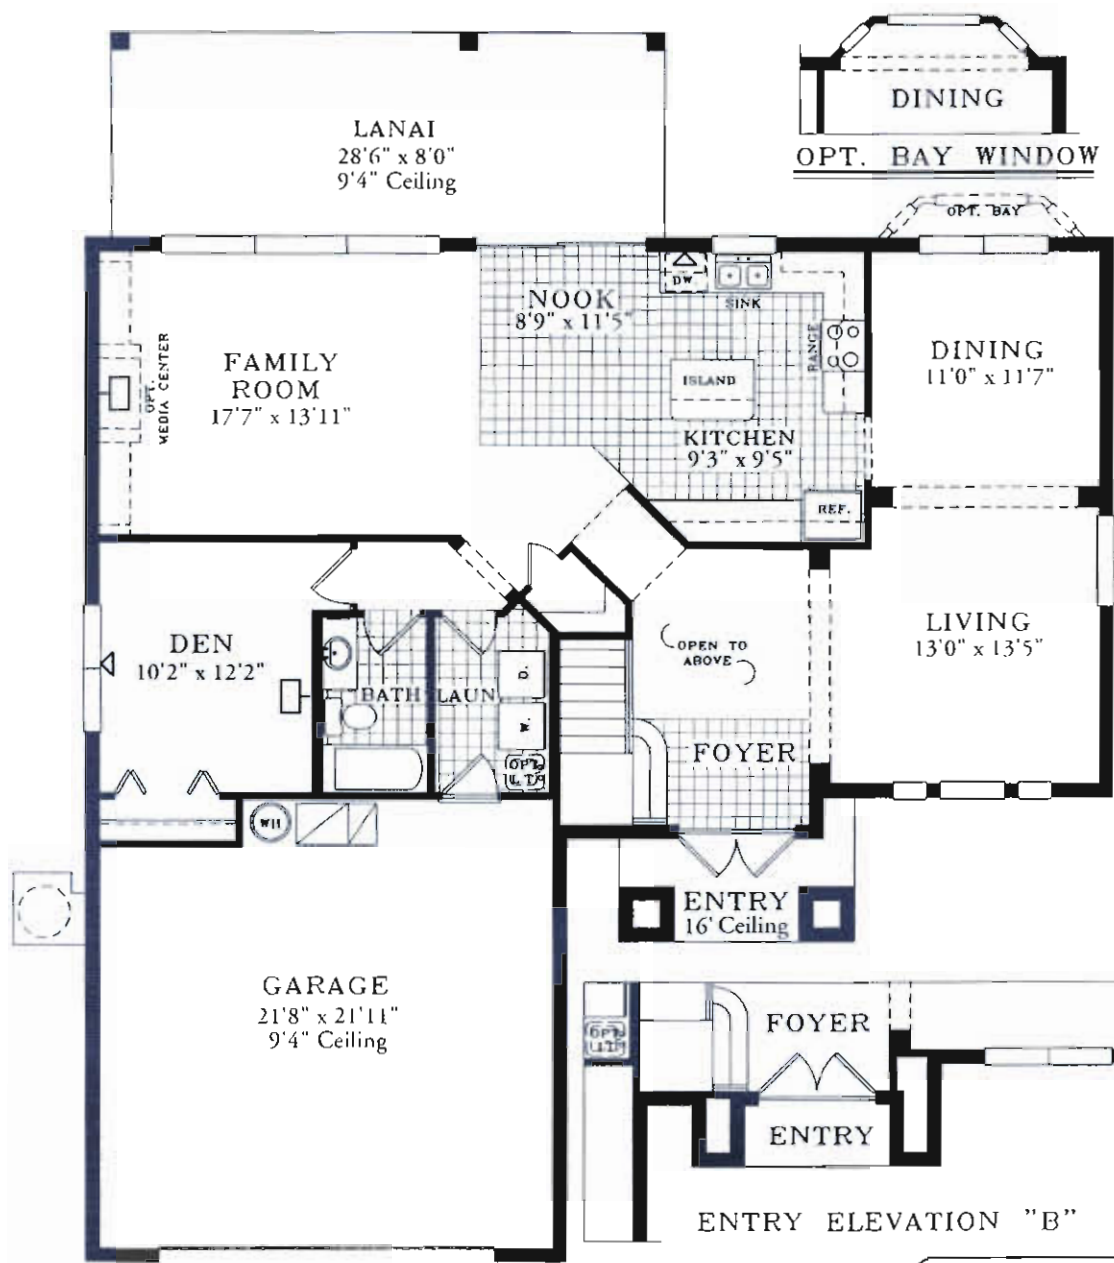 LANAI
28'6" x 8'0"
9'4" Ceiling
DINING
OPT. BAY WINDOW
OPT. BAY
NOOK
8'9" x 11'5"
DW.
SINK
RANGE
FAMILY
ROOM
17'7" x 13'11"
OPT.
MEDIA CENTER
ISLAND
KITCHEN
9'3" x 9'5"
REF.
DINING
11'0" x 11'7"
DEN
10'2" x 12'2"
BATH
LAUN
D.
W.
OPT.
L.T.
OPEN TO
ABOVE
LIVING
13'0" x 13'5"
FOYER
WH
ENTRY
16' Ceiling
GARAGE
21'8" x 21'11"
9'4" Ceiling
OPT.
L.T.
FOYER
ENTRY
ENTRY ELEVATION "B"